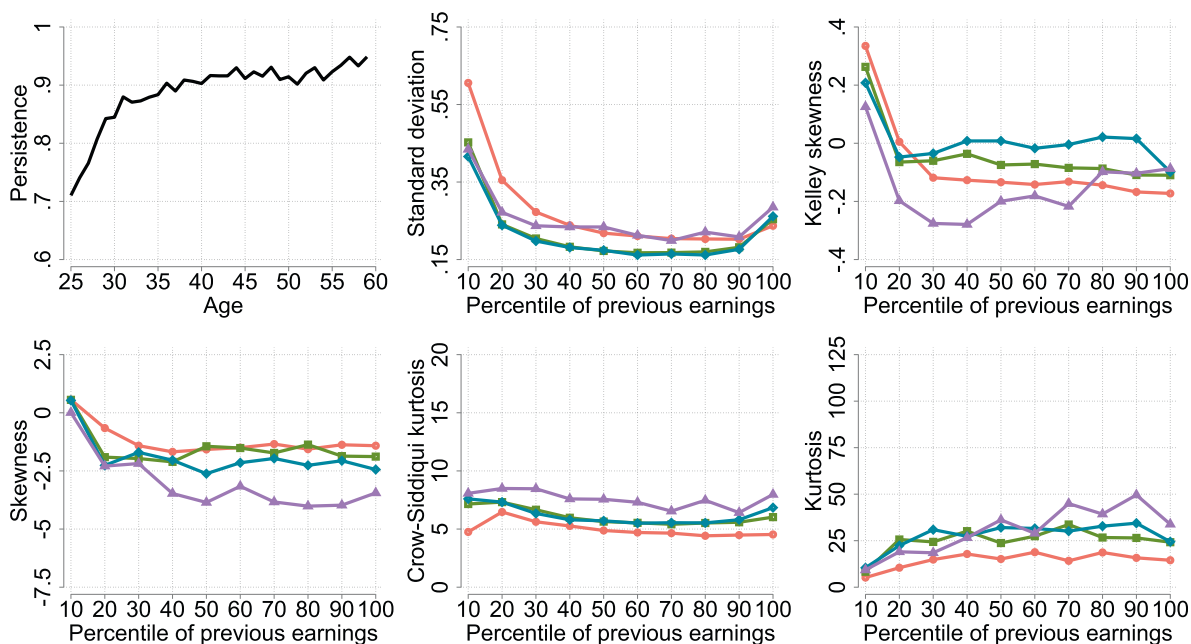 Persistence
1
.9
.8
.7
.6
25 30 35 40 45 50 55 60
Age
Standard deviation
.75
.55
.35
.15
10 20 30 40 50 60 70 80 90 100
Percentile of previous earnings
Kelley skewness
.4
.2
0
-.2
-.4
10 20 30 40 50 60 70 80 90 100
Percentile of previous earnings
Skewness
2.5
0
-2.5
-5
-7.5
10 20 30 40 50 60 70 80 90 100
Percentile of previous earnings
Crow-Siddiqui kurtosis
20
15
10
5
0
10 20 30 40 50 60 70 80 90 100
Percentile of previous earnings
Kurtosis
125
75
50
25
0
10 20 30 40 50 60 70 80 90 100
Percentile of previous earnings